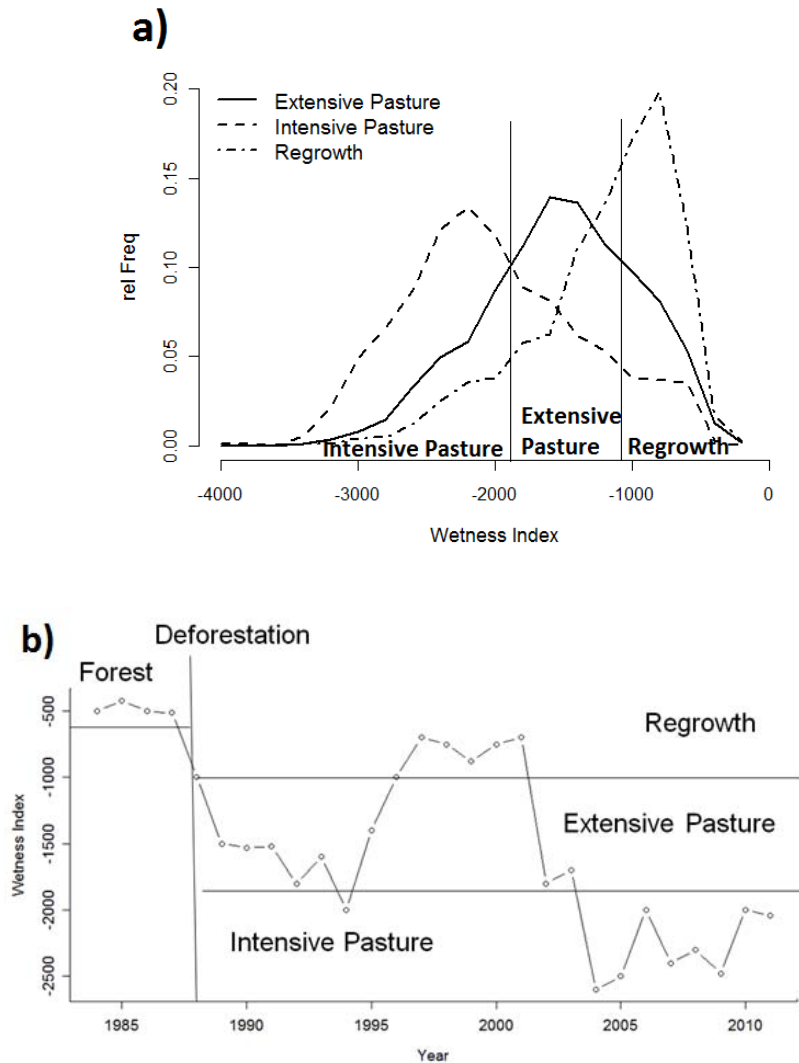 a)
Extensive Pasture
Intensive Pasture
Regrowth
rel Freq
0.20
0.15
0.10
0.05
0.00
Intensive Pasture
Extensive
Pasture
Regrowth
-4000 -3000 -2000 -1000 0
Wetness Index
b)
Deforestation
Forest
Regrowth
Extensive Pasture
Intensive Pasture
Wetness Index
-500
-1000
-1500
-2000
-2500
1985 1990 1995 2000 2005 2010
Year